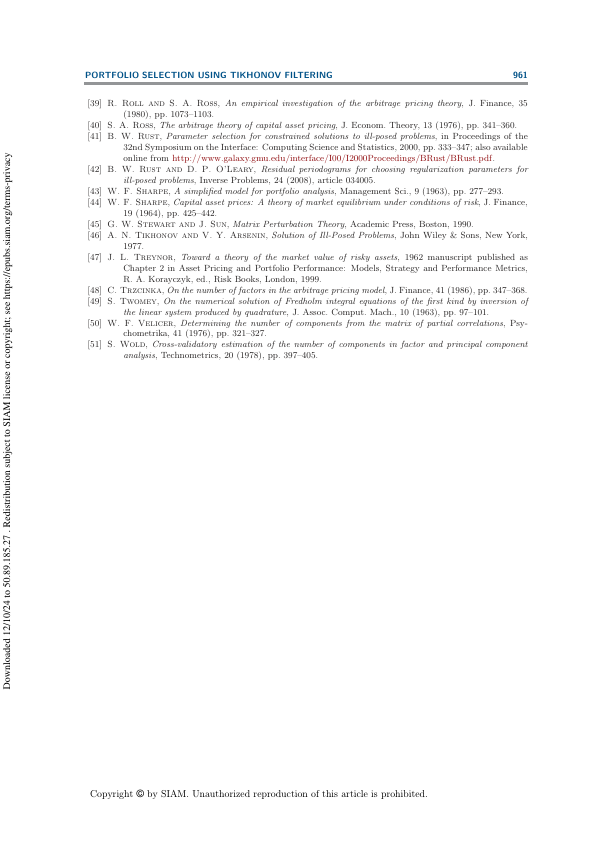 PORTFOLIO SELECTION USING TIKHONOV FILTERING 961
[39] R. Roll and S. A. Ross, An empirical investigation of the arbitrage pricing theory, J. Finance, 35
(1980), pp. 1073–1103.
[40] S. A. Ross, The arbitrage theory of capital asset pricing, J. Econom. Theory, 13 (1976), pp. 341–360.
[41] B. W. Rust, Parameter selection for constrained solutions to ill-posed problems, in Proceedings of the
32nd Symposium on the Interface: Computing Science and Statistics, 2000, pp. 333–347; also available
online from http://www.galaxy.gmu.edu/interface/I00/I2000Proceedings/BRust/BRust.pdf.
[42] B. W. Rust and D. P. O'Leary, Residual periodograms for choosing regularization parameters for
ill-posed problems, Inverse Problems, 24 (2008), article 034005.
[43] W. F. Sharpe, A simplified model for portfolio analysis, Management Sci., 9 (1963), pp. 277–293.
[44] W. F. Sharpe, Capital asset prices: A theory of market equilibrium under conditions of risk, J. Finance,
19 (1964), pp. 425–442.
[45] G. W. Stewart and J. Sun, Matrix Perturbation Theory, Academic Press, Boston, 1990.
[46] A. N. Tikhonov and V. Y. Arsenin, Solution of Ill-Posed Problems, John Wiley & Sons, New York,
1977.
[47] J. L. Treynor, Toward a theory of the market value of risky assets, 1962 manuscript published as
Chapter 2 in Asset Pricing and Portfolio Performance: Models, Strategy and Performance Metrics,
R. A. Korayczyk, ed., Risk Books, London, 1999.
[48] C. Trzcinka, On the number of factors in the arbitrage pricing model, J. Finance, 41 (1986), pp. 347–368.
[49] S. Twomey, On the numerical solution of Fredholm integral equations of the first kind by inversion of
the linear system produced by quadrature, J. Assoc. Comput. Mach., 10 (1963), pp. 97–101.
[50] W. F. Velicer, Determining the number of components from the matrix of partial correlations, Psy-
chometrika, 41 (1976), pp. 321–327.
[51] S. Wold, Cross-validatory estimation of the number of components in factor and principal component
analysis, Technometrics, 20 (1978), pp. 397–405.
Downloaded 12/10/24 to 50.89.185.27 . Redistribution subject to SIAM license or copyright; see https://epubs.siam.org/terms-privacy
Copyright © by SIAM. Unauthorized reproduction of this article is prohibited.